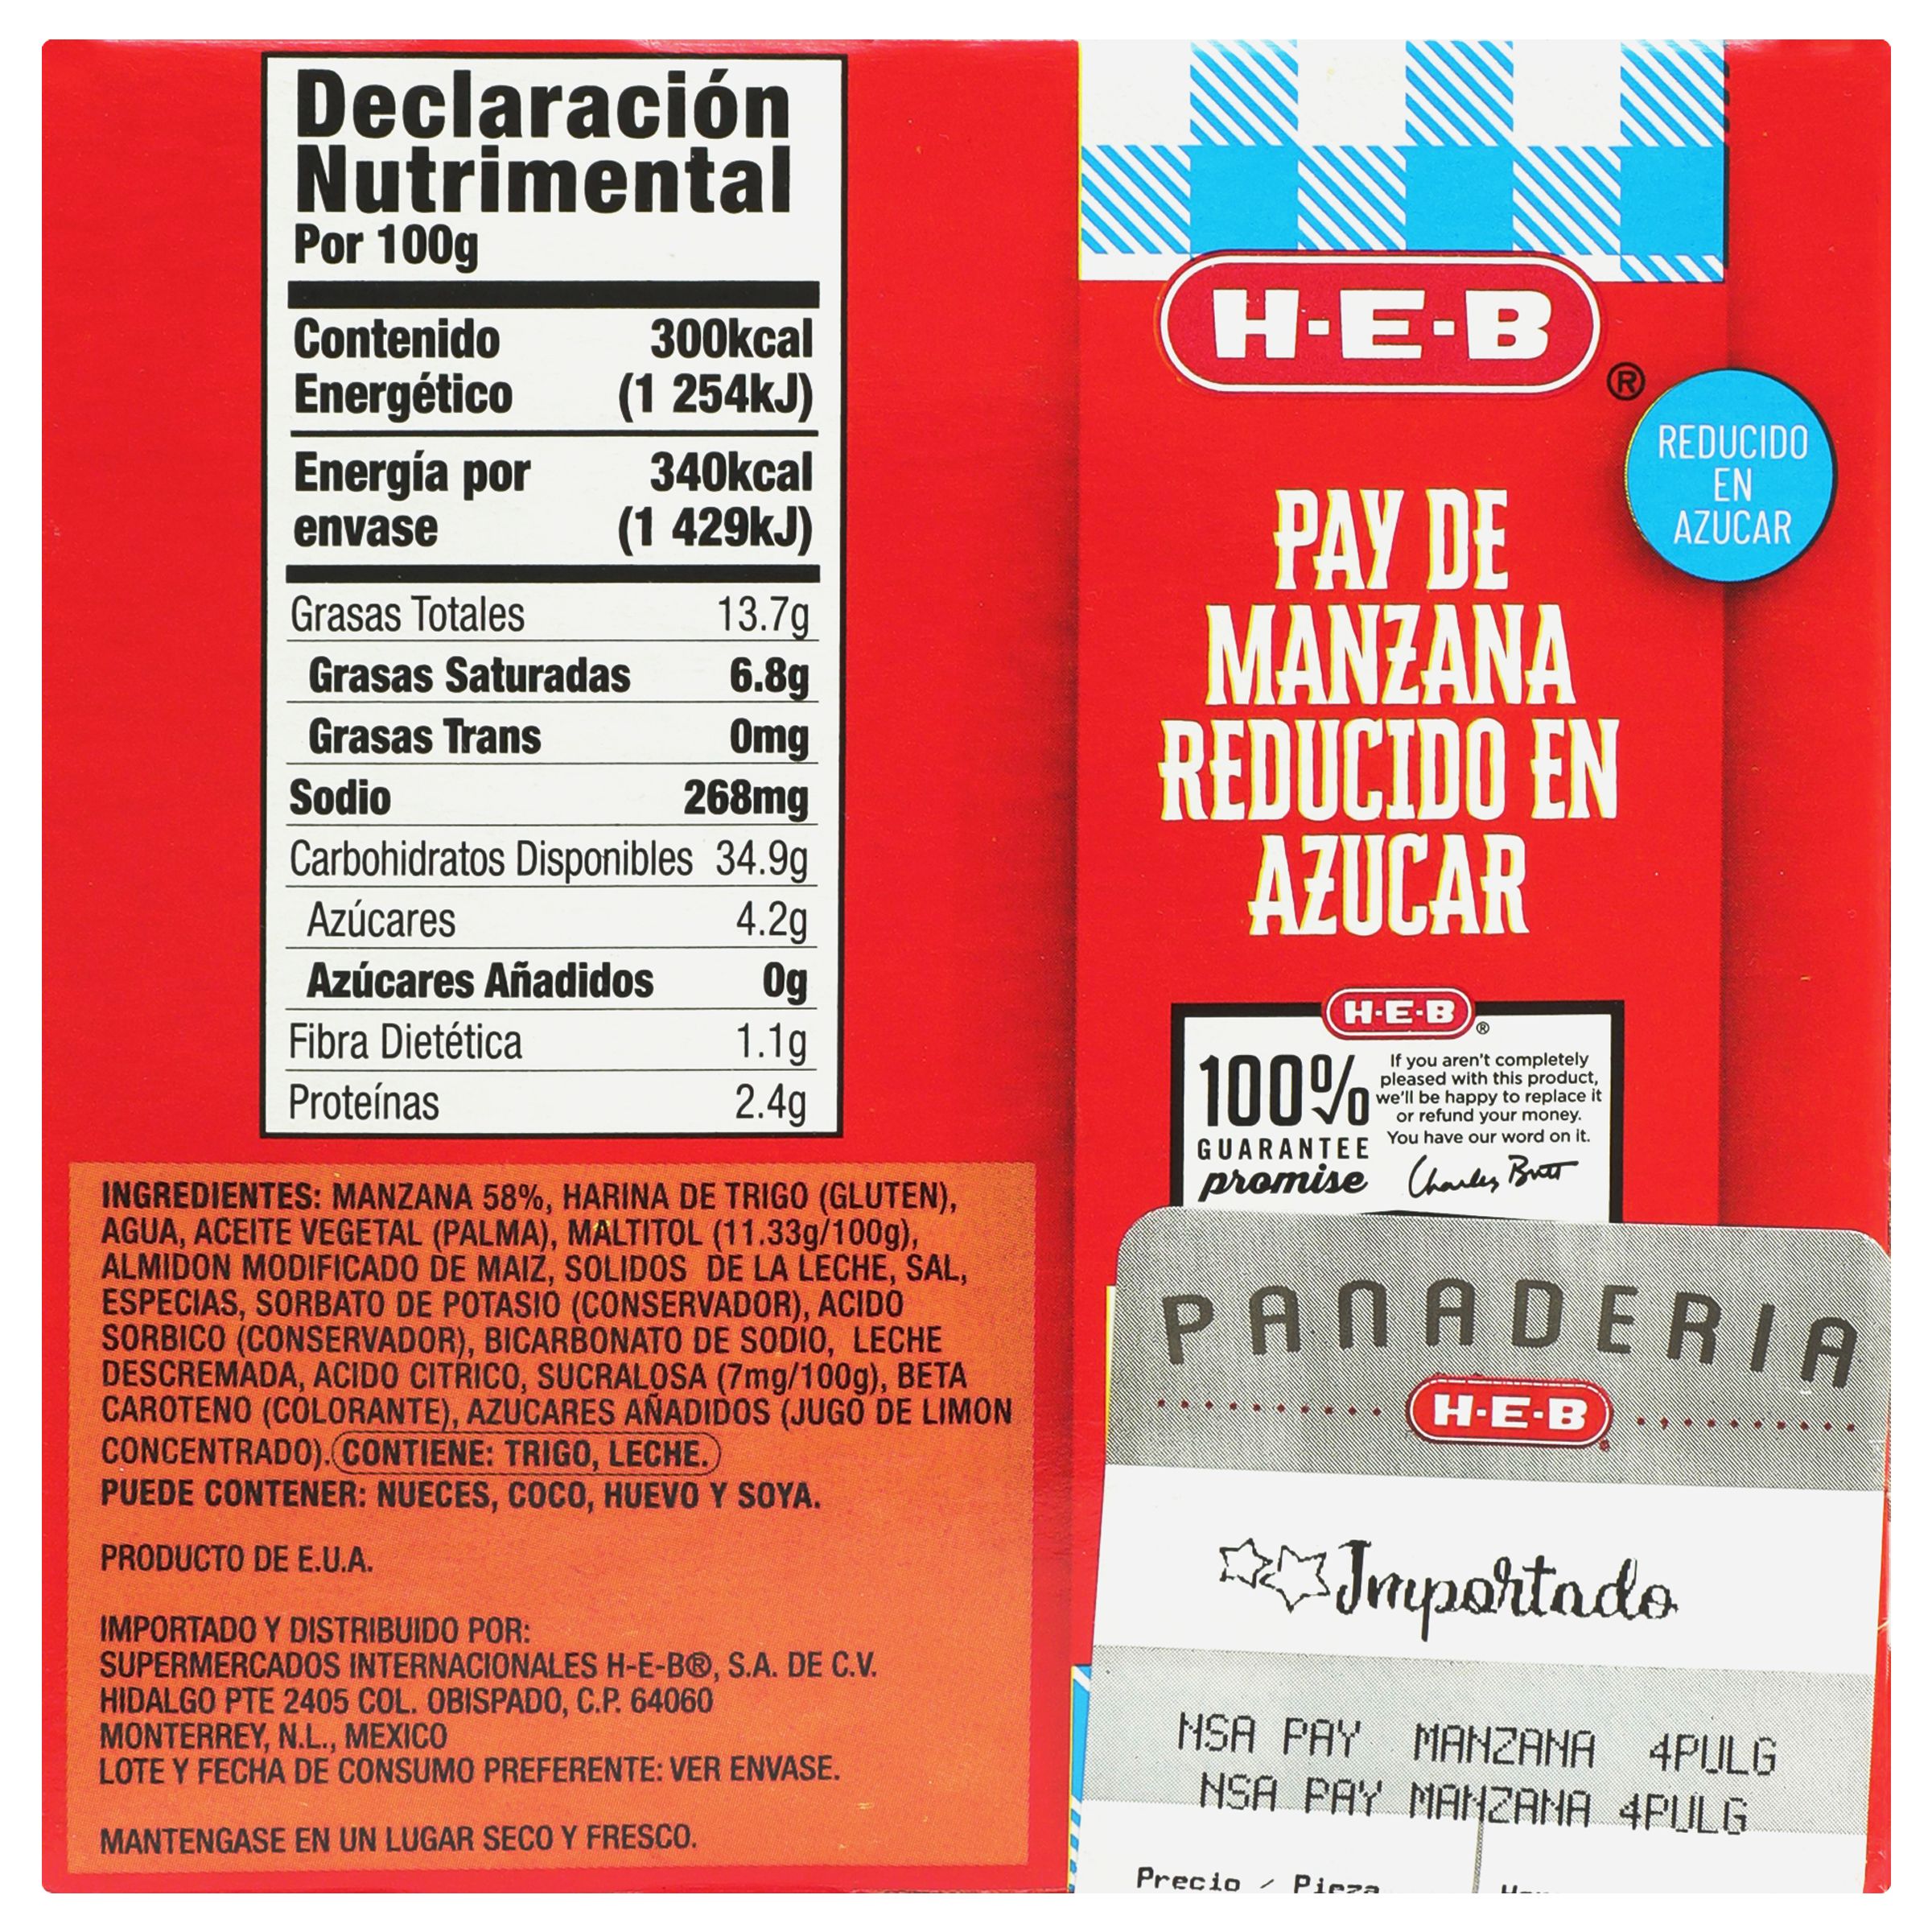 Declaración
Nutrimental
Por 100g
Contenido 300kcal
Energético (1 254kJ)
Energía por 340kcal
envase (1 429kJ)
Grasas Totales 13.7g
Grasas Saturadas 6.8g
Grasas Trans 0mg
Sodio 268mg
Carbohidratos Disponibles 34.9g
Azúcares 4.2g
Azúcares Añadidos 0g
Fibra Dietética 1.1g
Proteínas 2.4g
INGREDIENTES: MANZANA 58%, HARINA DE TRIGO (GLUTEN),
AGUA, ACEITE VEGETAL (PALMA), MALTITOL (11.33g/100g),
ALMIDON MODIFICADO DE MAIZ, SOLIDOS DE LA LECHE, SAL,
ESPECIAS, SORBATO DE POTASIO (CONSERVADOR), ACIDO
SORBICO (CONSERVADOR), BICARBONATO DE SODIO, LECHE
DESCREMADA, ACIDO CITRICO, SUCRALOSA (7mg/100g), BETA
CAROTENO (COLORANTE), AZUCARES AÑADIDOS (JUGO DE LIMON
CONCENTRADO). CONTIENE: TRIGO, LECHE.
PUEDE CONTENER: NUECES, COCO, HUEVO Y SOYA.
PRODUCTO DE E.U.A.
IMPORTADO Y DISTRIBUIDO POR:
SUPERMERCADOS INTERNACIONALES H-E-B®, S.A. DE C.V.
HIDALGO PTE 2405 COL. OBISPADO, C.P. 64060
MONTERREY, N.L., MEXICO
LOTE Y FECHA DE CONSUMO PREFERENTE: VER ENVASE.
MANTENGASE EN UN LUGAR SECO Y FRESCO.
H-E-B
®
REDUCIDO
EN
AZUCAR
PAY DE
MANZANA
REDUCIDO EN
AZUCAR
H-E-B ®
100%
GUARANTEE
promise
If you aren't completely
pleased with this product,
we'll be happy to replace it
or refund your money.
You have our word on it.
Charles Butt
PANADERIA
H-E-B
Importado
NSA PAY MANZANA 4PULG
NSA PAY MANZANA 4PULG
Precio / Pieza